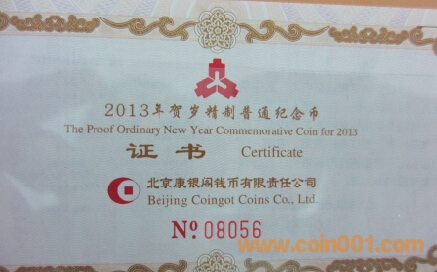 2013年贺岁精制普通纪念币
The Proof Ordinary New Year Commemorative Coin for 2013
证书 Certificate
北京康银阁钱币有限责任公司
Beijing Coingot Coins Co., Ltd.
№ 08056
www.coin001.com